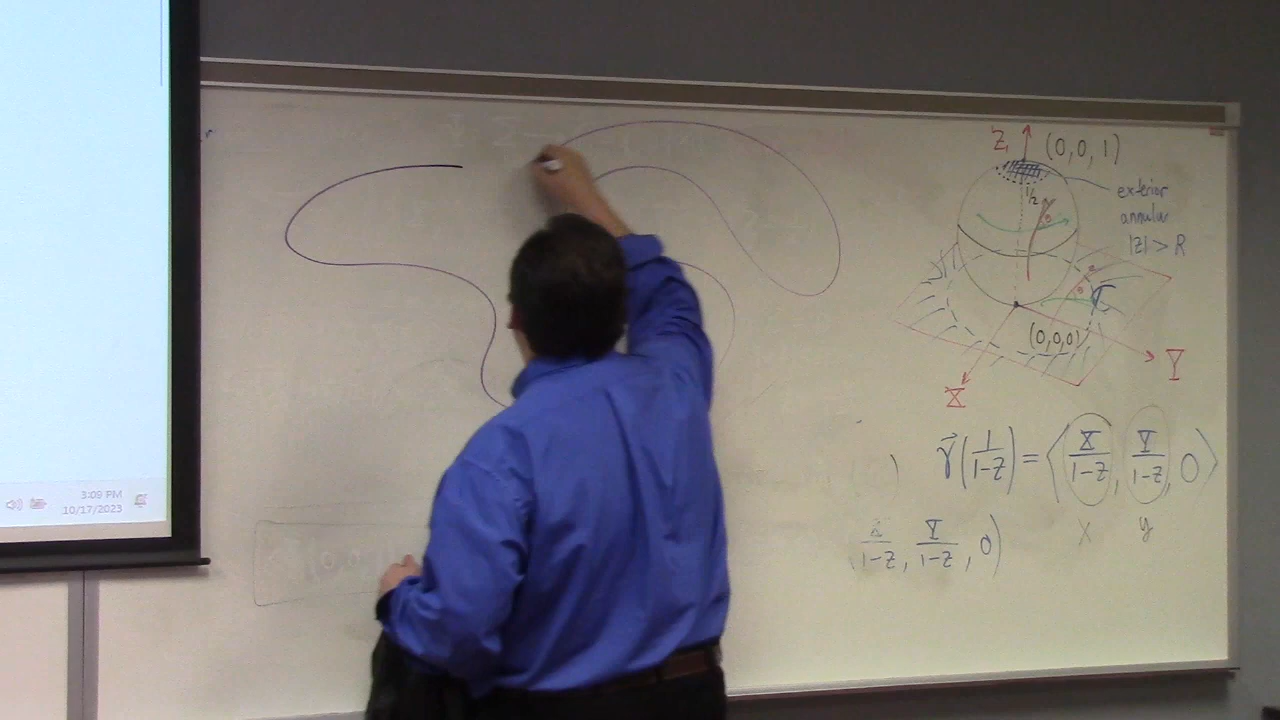 3:09 PM
10/17/2023
Z
(0,0,1)
1/2
exterior
annular
|Z| > R
θ
θ
(0,0,0)
X
Y
γ⃗(1/1-Z) = ⟨X/1-Z, Y/1-Z, 0⟩
x y
(X/1-Z, Y/1-Z, 0)